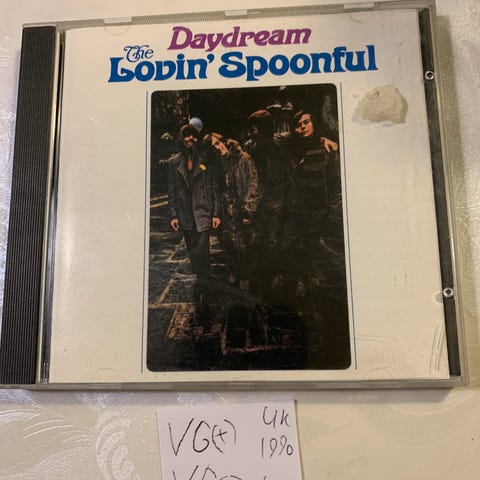 Daydream
The
Lovin' Spoonful
VG(+) UK
1990